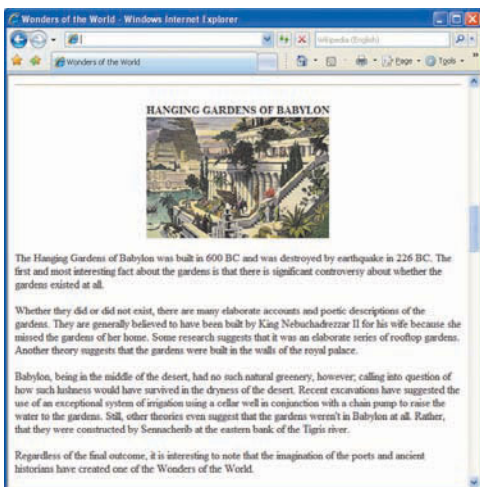 Wonders of the World - Windows Internet Explorer
Wikipedia (English)
Wonders of the World
Page
Tools
HANGING GARDENS OF BABYLON
The Hanging Gardens of Babylon was built in 600 BC and was destroyed by earthquake in 226 BC. The
first and most interesting fact about the gardens is that there is significant controversy about whether the
gardens existed at all.
Whether they did or did not exist, there are many elaborate accounts and poetic descriptions of the
gardens. They are generally believed to have been built by King Nebuchadrezzar II for his wife because she
missed the gardens of her home. Some research suggests that it was an elaborate series of rooftop gardens.
Another theory suggests that the gardens were built in the walls of the royal palace.
Babylon, being in the middle of the desert, had no such natural greenery, however; calling into question of
how such lushness would have survived in the dryness of the desert. Recent excavations have suggested the
use of an exceptional system of irrigation using a cellar well in conjunction with a chain pump to raise the
water to the gardens. Still, other theories even suggest that the gardens weren't in Babylon at all. Rather,
that they were constructed by Sennacherib at the eastern bank of the Tigris river.
Regardless of the final outcome, it is interesting to note that the imagination of the poets and ancient
historians have created one of the Wonders of the World.